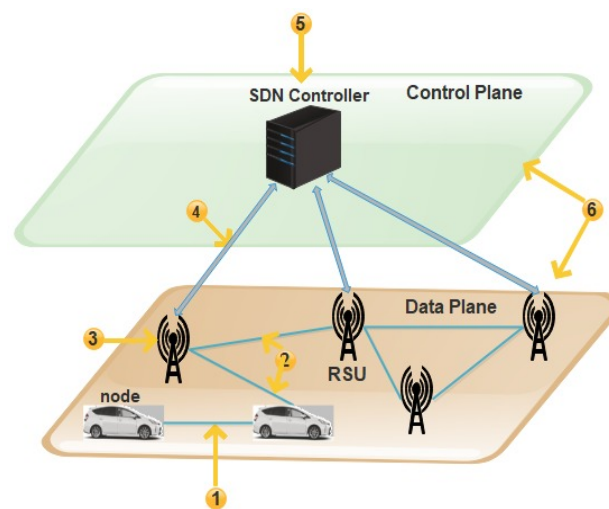 5
SDN Controller
Control Plane
4
6
Data Plane
3
2
RSU
node
1